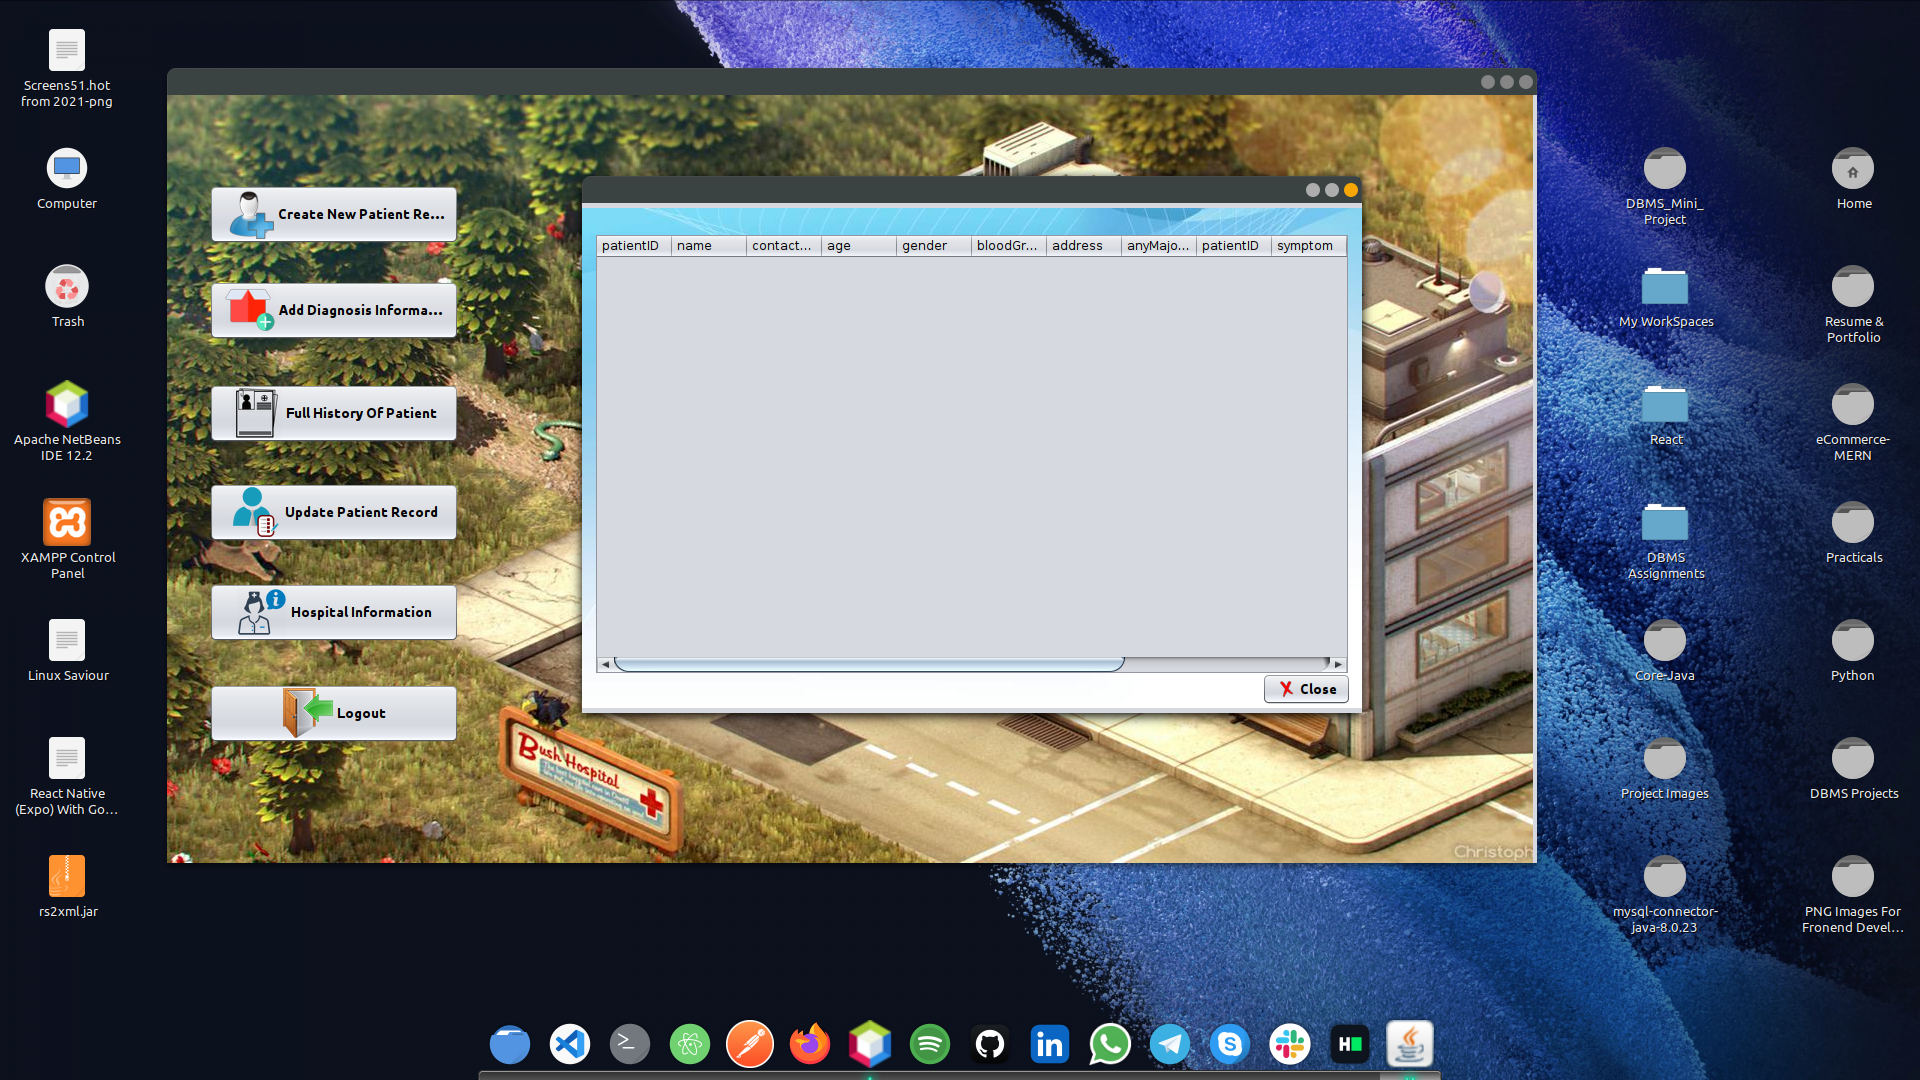 Screens51.hot
from 2021-png
Computer
Trash
Apache NetBeans
IDE 12.2
XAMPP Control
Panel
Linux Saviour
React Native
(Expo) With Go...
rs2xml.jar
Create New Patient Re...
Add Diagnosis Informa...
Full History Of Patient
Update Patient Record
Hospital Information
Logout
patientID name contact... age gender bloodGr... address anyMajo... patientID symptom
Close
Bush Hospital
Christoph
DBMS_Mini_
Project
My WorkSpaces
React
DBMS
Assignments
Core-Java
Project Images
mysql-connector-
java-8.0.23
Home
Resume &
Portfolio
eCommerce-
MERN
Practicals
Python
DBMS Projects
PNG Images For
Fronend Devel...